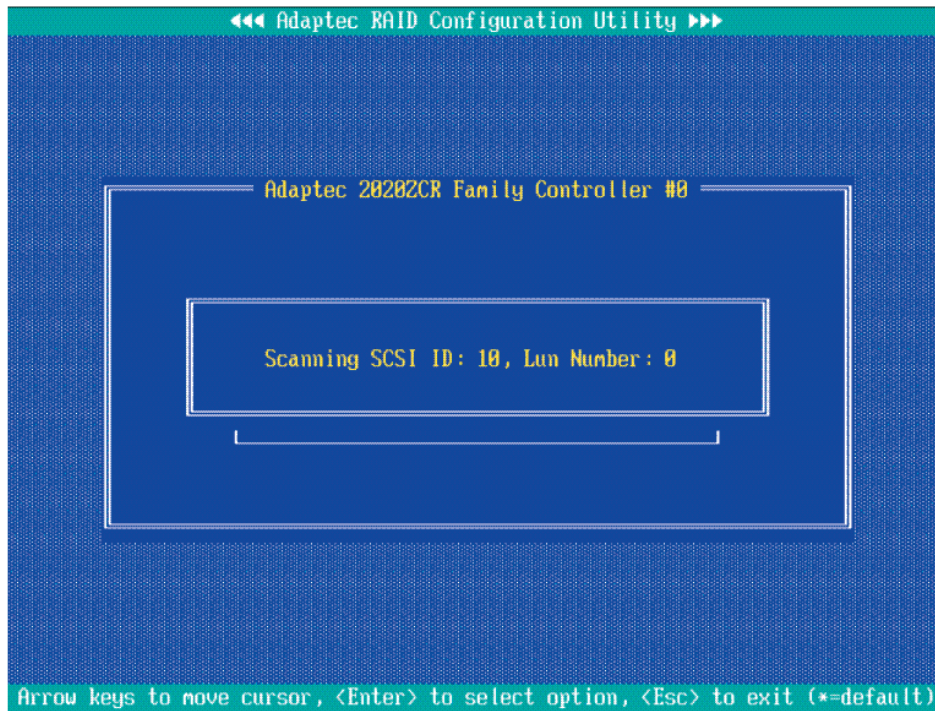 Adaptec RAID Configuration Utility
Adaptec 2020ZCR Family Controller #0
Scanning SCSI ID: 10, Lun Number: 0
Arrow keys to move cursor, <Enter> to select option, <Esc> to exit (*=default)